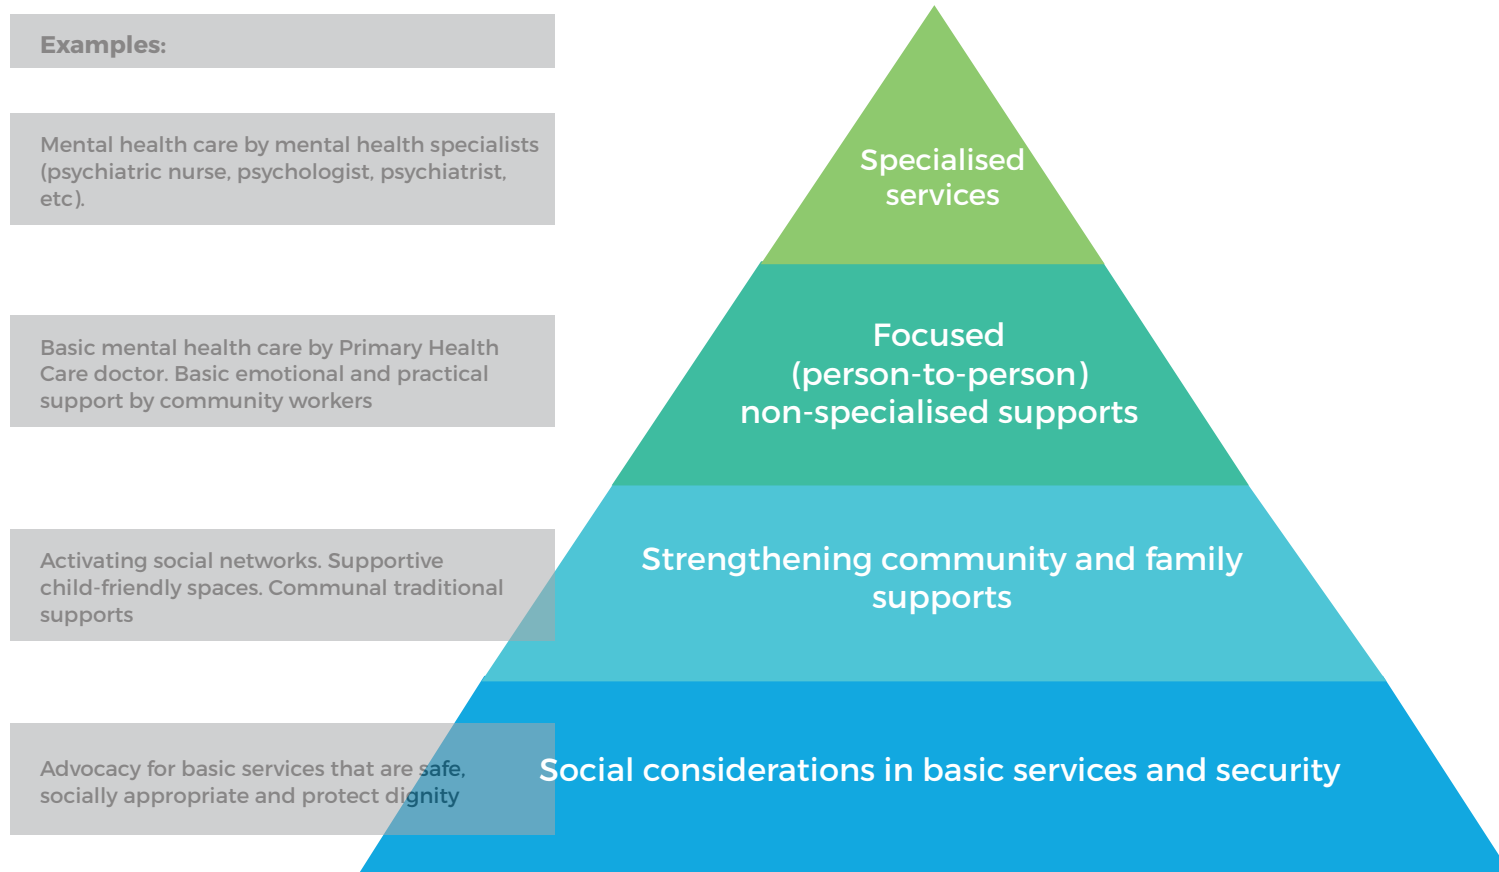 Examples:
Mental health care by mental health specialists
(psychiatric nurse, psychologist, psychiatrist,
etc).
Specialised
services
Basic mental health care by Primary Health
Care doctor. Basic emotional and practical
support by community workers
Focused
(person-to-person)
non-specialised supports
Activating social networks. Supportive
child-friendly spaces. Communal traditional
supports
Strengthening community and family
supports
Advocacy for basic services that are safe,
socially appropriate and protect dignity
Social considerations in basic services and security